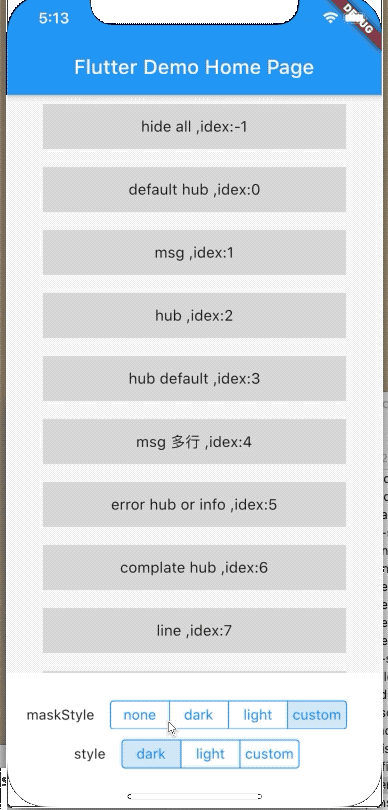 5:13
DEBUG
Flutter Demo Home Page
hide all ,idex:-1
default hub ,idex:0
msg ,idex:1
hub ,idex:2
hub default ,idex:3
msg 多行 ,idex:4
error hub or info ,idex:5
complate hub ,idex:6
line ,idex:7
maskStyle none dark light custom
style dark light custom